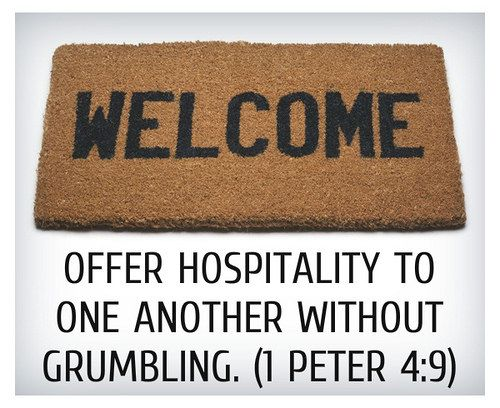 WELCOME
OFFER HOSPITALITY TO
ONE ANOTHER WITHOUT
GRUMBLING. (1 PETER 4:9)